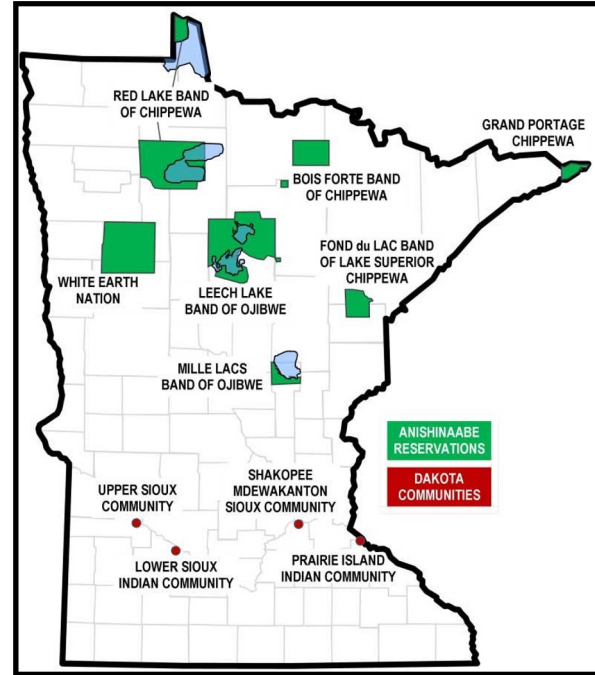 RED LAKE BAND
OF CHIPPEWA
GRAND PORTAGE
CHIPPEWA
BOIS FORTE BAND
OF CHIPPEWA
FOND du LAC BAND
OF LAKE SUPERIOR
CHIPPEWA
WHITE EARTH
NATION
LEECH LAKE
BAND OF OJIBWE
MILLE LACS
BAND OF OJIBWE
ANISHINAABE
RESERVATIONS
DAKOTA
COMMUNITIES
UPPER SIOUX
COMMUNITY
SHAKOPEE
MDEWAKANTON
SIOUX COMMUNITY
LOWER SIOUX
INDIAN COMMUNITY
PRAIRIE ISLAND
INDIAN COMMUNITY